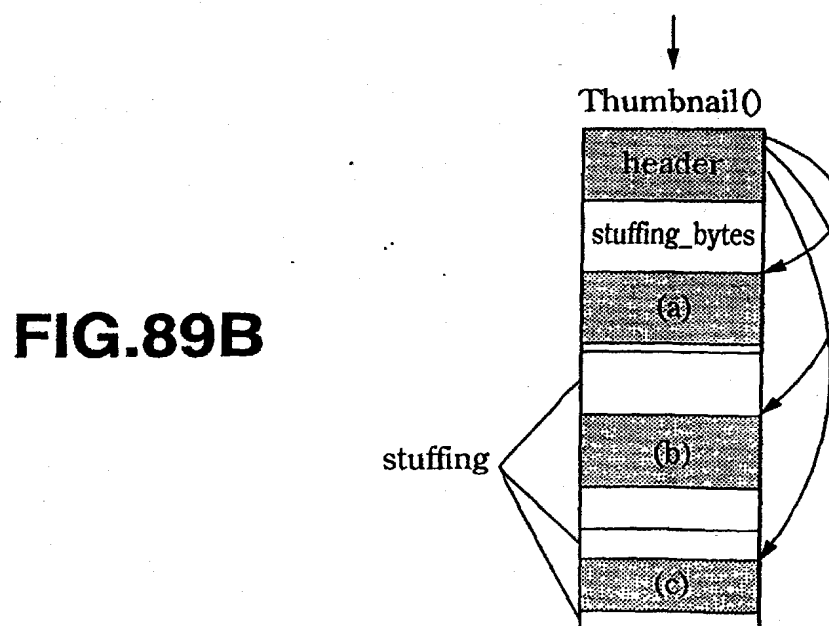 Thumbnail()
header
stuffing_bytes
(a)
FIG.89B
(b)
stuffing
(c)